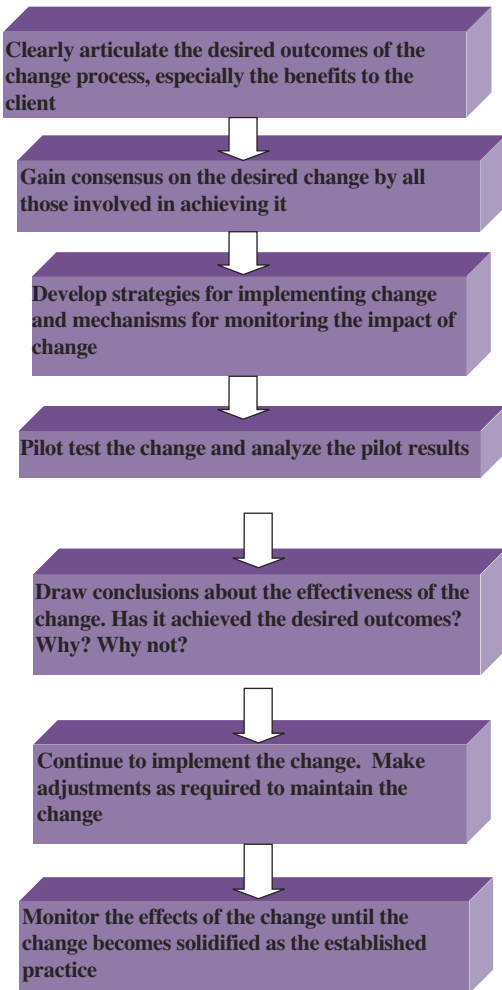 Clearly articulate the desired outcomes of the
change process, especially the benefits to the
client
Gain consensus on the desired change by all
those involved in achieving it
Develop strategies for implementing change
and mechanisms for monitoring the impact of
change
Pilot test the change and analyze the pilot results
Draw conclusions about the effectiveness of the
change. Has it achieved the desired outcomes?
Why? Why not?
Continue to implement the change.  Make
adjustments as required to maintain the
change
Monitor the effects of the change until the
change becomes solidified as the established
practice